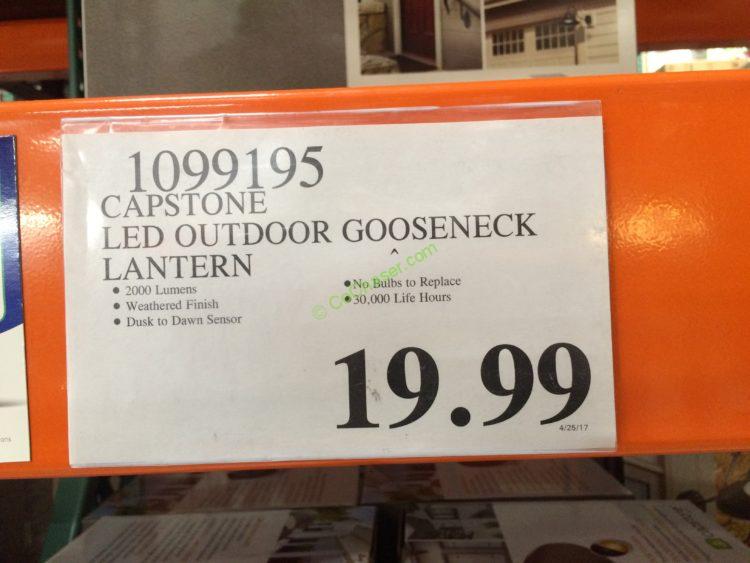 1099195
CAPSTONE
LED OUTDOOR GOOSENECK
^
LANTERN
• 2000 Lumens
• Weathered Finish
• Dusk to Dawn Sensor
• No Bulbs to Replace
• 30,000 Life Hours
19.99
4/25/17